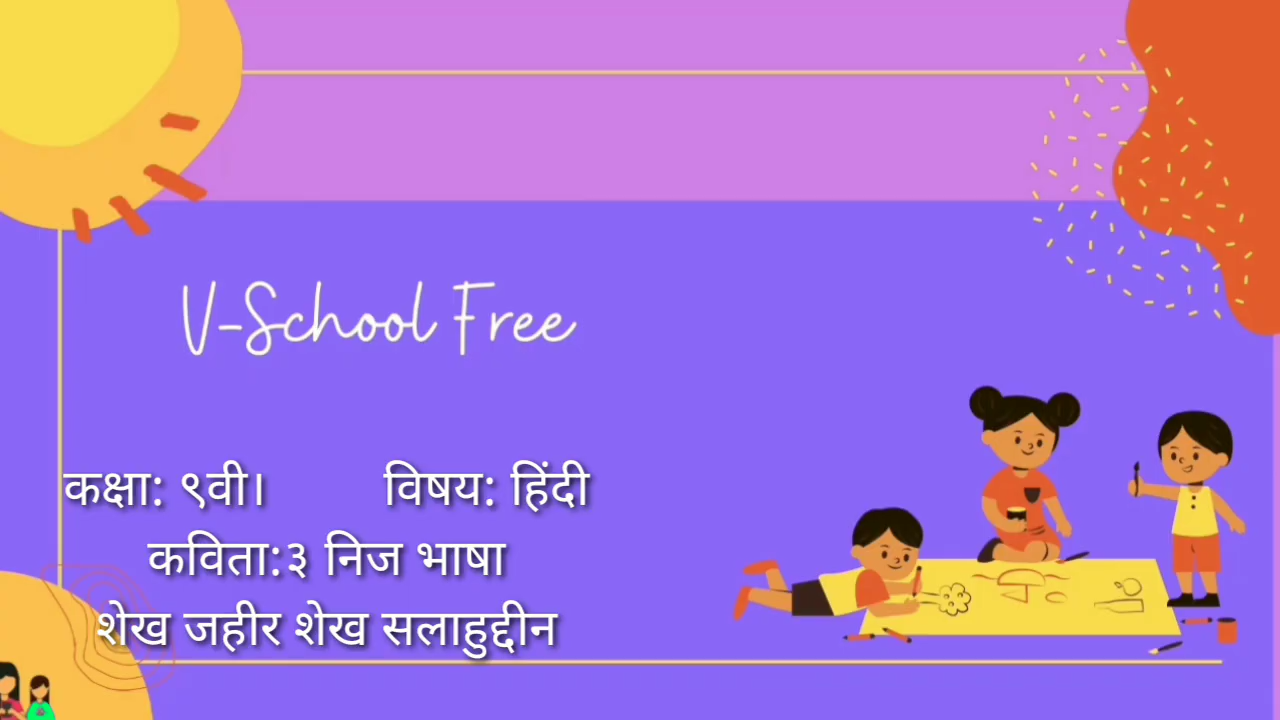 V-School Free
कक्षा: ९वी। विषय: हिंदी
कविता:३ निज भाषा
शेख जहीर शेख सलाहुद्दीन